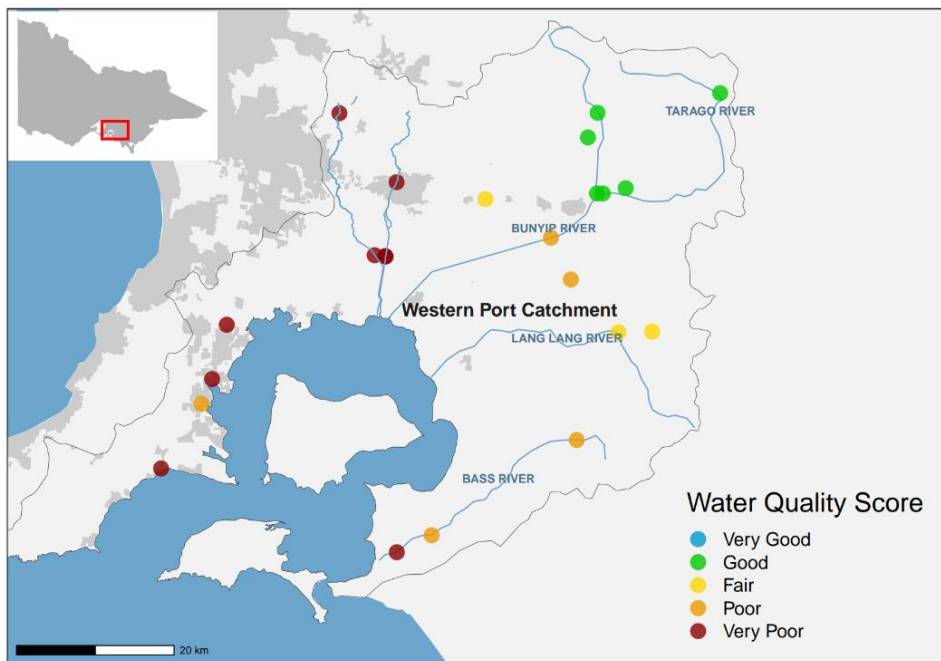 TARAGO RIVER
BUNYIP RIVER
Western Port Catchment
LANG LANG RIVER
BASS RIVER
Water Quality Score
Very Good
Good
Fair
Poor
Very Poor
20 km